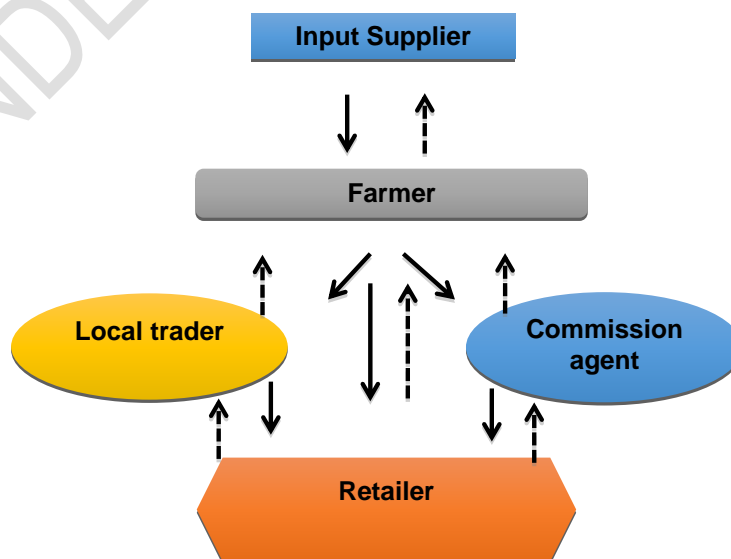 Input Supplier
Farmer
Local trader
Commission
agent
Retailer